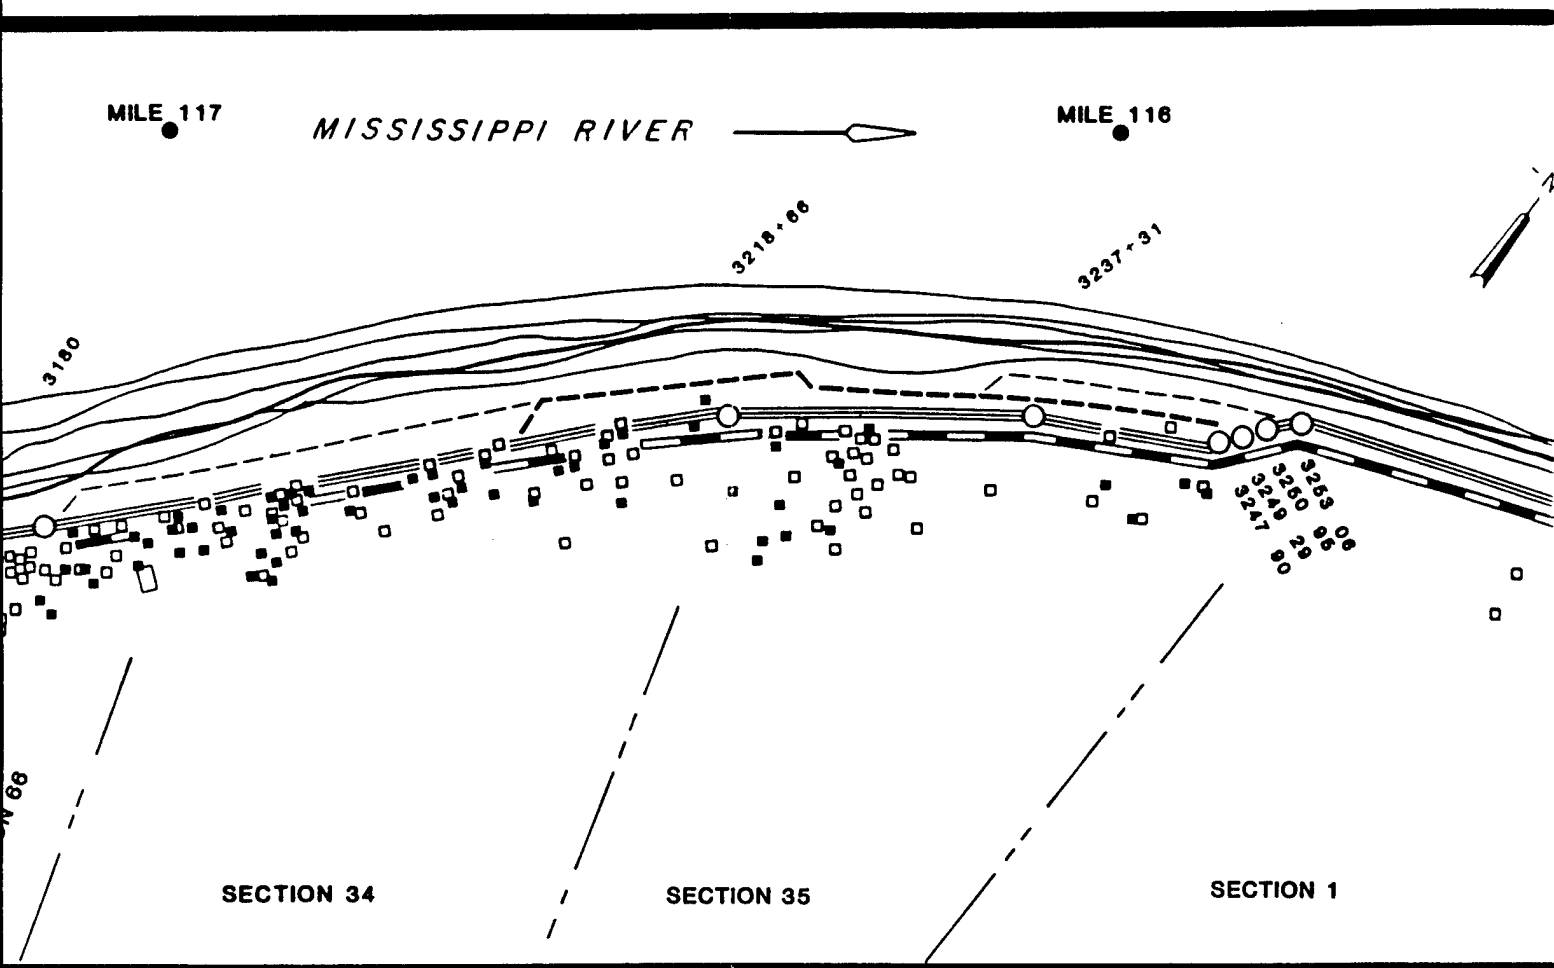 MILE 117
MISSISSIPPI RIVER
MILE 116
N
3180
3218+66
3237+31
3253 06
3250 95
3249 29
3247 90
66
SECTION 34
SECTION 35
SECTION 1